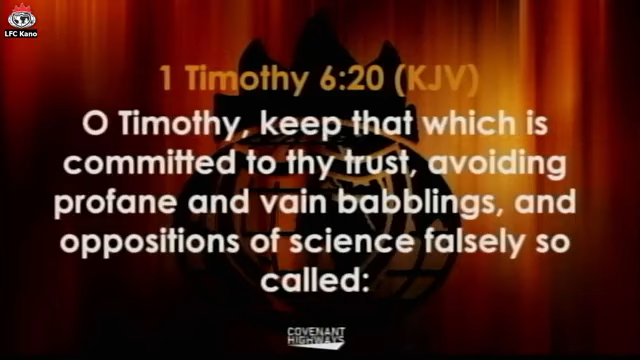 LFC Kano
1 Timothy 6:20 (KJV)
O Timothy, keep that which is
committed to thy trust, avoiding
profane and vain babblings, and
oppositions of science falsely so
called:
COVENANT
HIGHWAYS